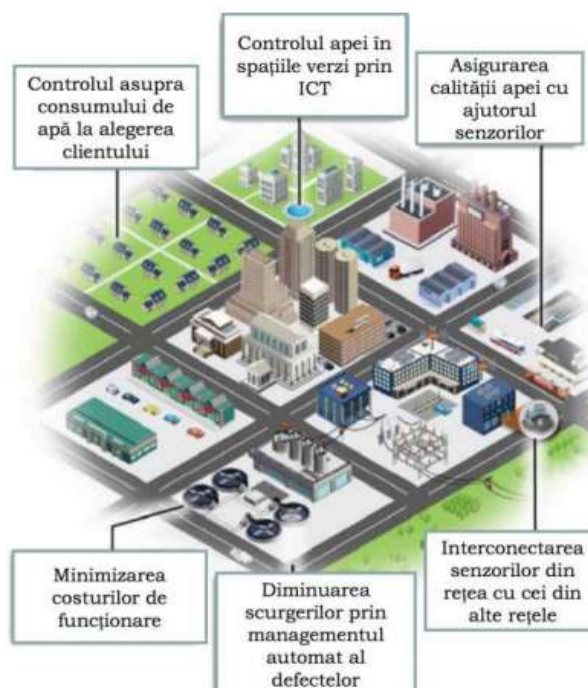 Controlul asupra
consumului de
apă la alegerea
clientului
Controlul apei în
spațiile verzi prin
ICT
Asigurarea
calității apei cu
ajutorul
senzorilor
Minimizarea
costurilor de
funcționare
Diminuarea
scurgerilor prin
managementul
automat al
defectelor
Interconectarea
senzorilor din
rețea cu cei din
alte rețele